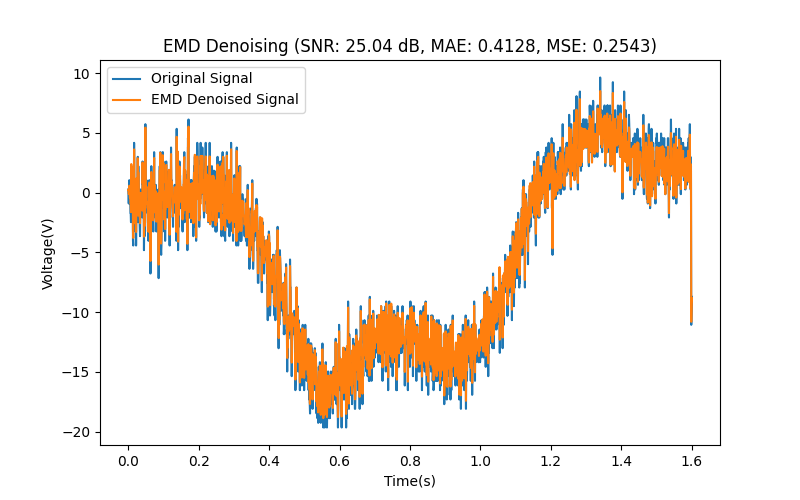 EMD Denoising (SNR: 25.04 dB, MAE: 0.4128, MSE: 0.2543)
Original Signal
EMD Denoised Signal
10
5
0
−5
−10
−15
−20
Voltage(V)
0.0 0.2 0.4 0.6 0.8 1.0 1.2 1.4 1.6
Time(s)